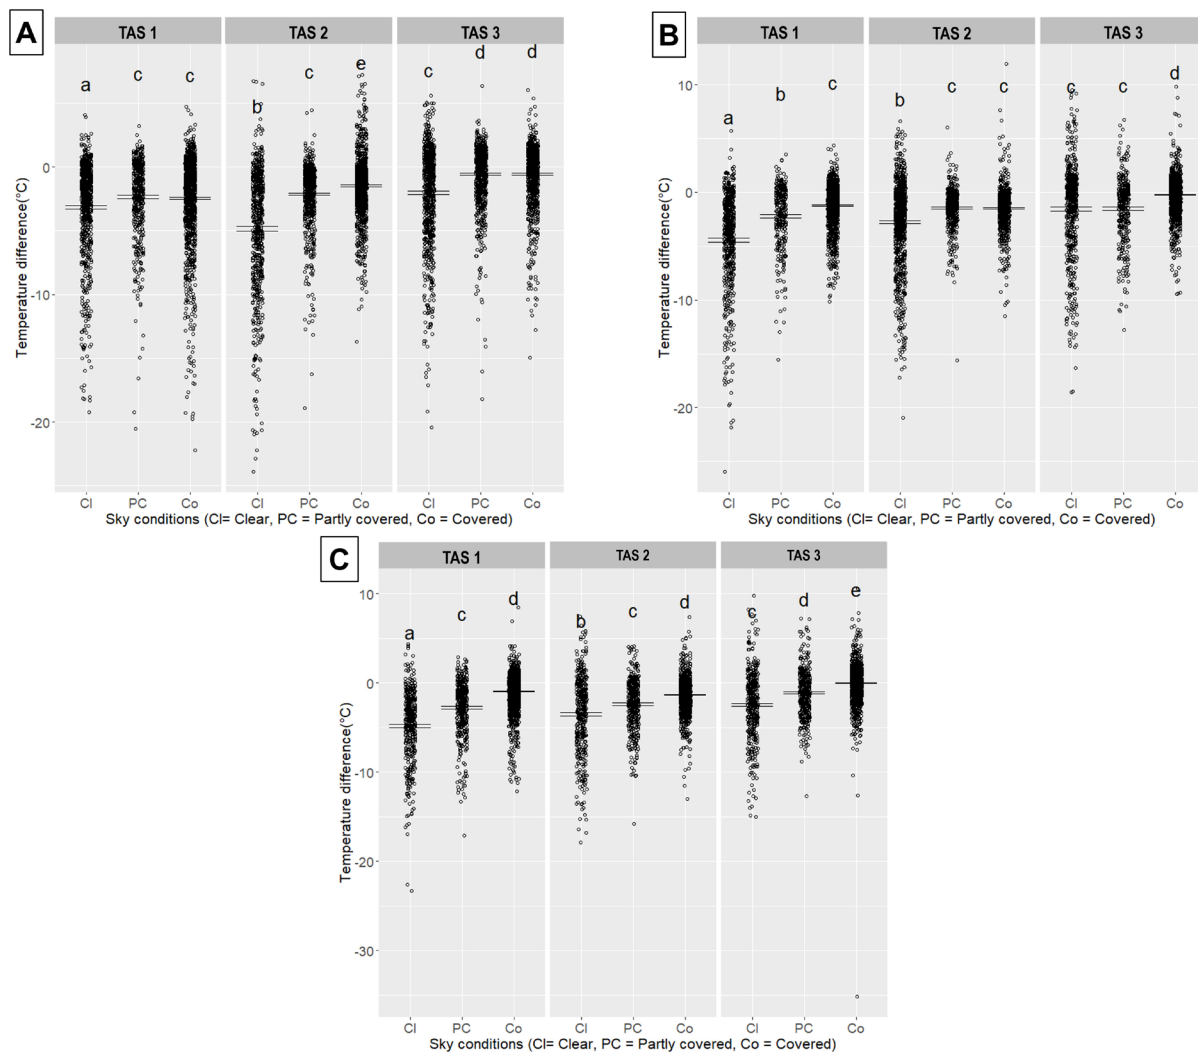 A
TAS 1 TAS 2 TAS 3
a c c b c e c d d
Temperature difference(°C)
0
-10
-20
Cl PC Co Cl PC Co Cl PC Co
Sky conditions (Cl= Clear, PC = Partly covered, Co = Covered)
B
TAS 1 TAS 2 TAS 3
a b c b c c c c d
Temperature difference(°C)
10
0
-10
-20
Cl PC Co Cl PC Co Cl PC Co
Sky conditions (Cl= Clear, PC = Partly covered, Co = Covered)
C
TAS 1 TAS 2 TAS 3
a c d b c d c d e
Temperature difference(°C)
10
0
-10
-20
-30
Cl PC Co Cl PC Co Cl PC Co
Sky conditions (Cl= Clear, PC = Partly covered, Co = Covered)